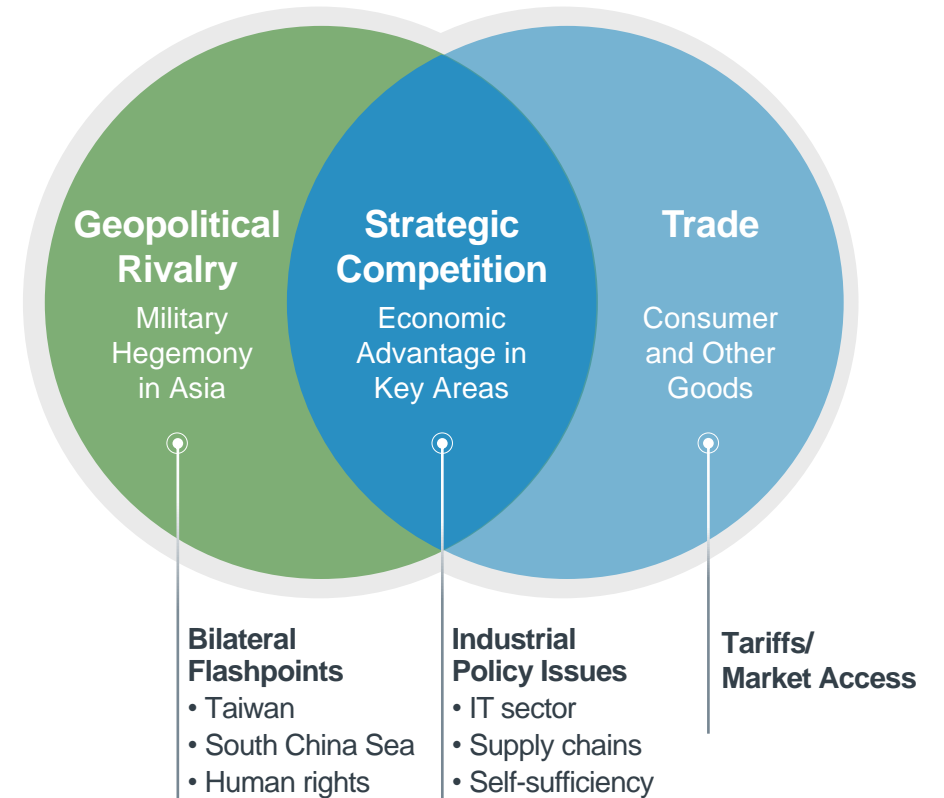 Geopolitical
Rivalry
Military
Hegemony
in Asia
Strategic
Competition
Economic
Advantage in
Key Areas
Trade
Consumer
and Other
Goods
Bilateral
Flashpoints
• Taiwan
• South China Sea
• Human rights
Industrial
Policy Issues
• IT sector
• Supply chains
• Self-sufficiency
Tariffs/
Market Access